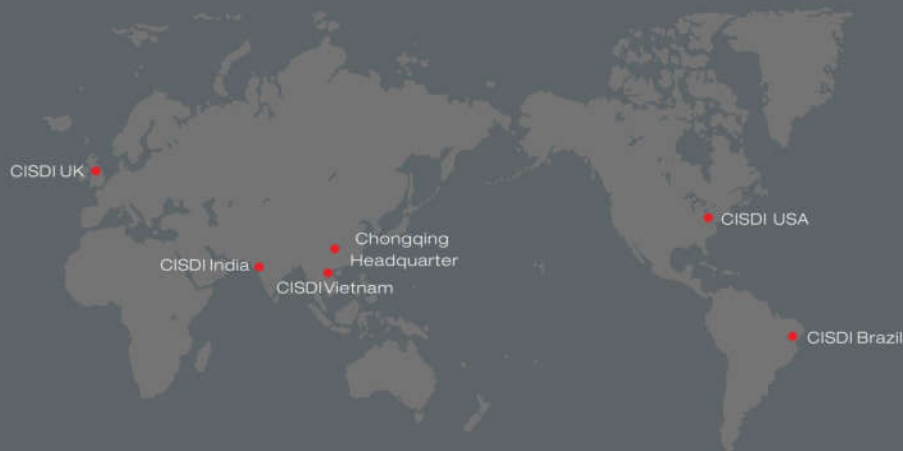 CISDI UK
CISDI USA
Chongqing
Headquarter
CISDI India
CISDI Vietnam
CISDI Brazil